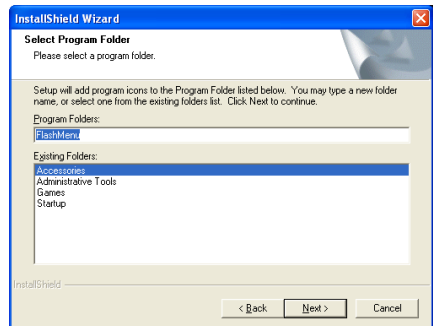 InstallShield Wizard
Select Program Folder
Please select a program folder.
Setup will add program icons to the Program Folder listed below. You may type a new folder
name, or select one from the existing folders list. Click Next to continue.
Program Folders:
FlashMenu
Existing Folders:
Accessories
Administrative Tools
Games
Startup
InstallShield
< Back Next > Cancel